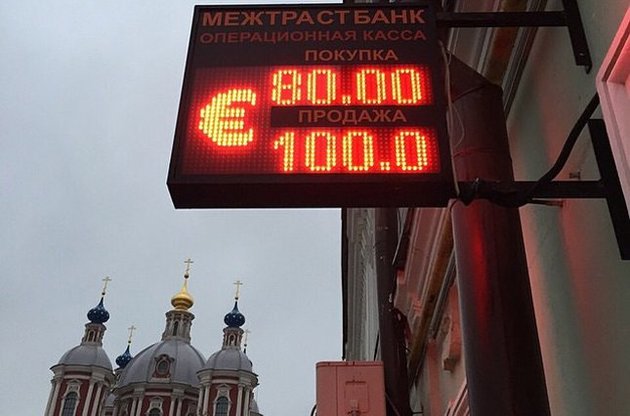 МЕЖТРАСТБАНК
ОПЕРАЦИОННАЯ КАССА
ПОКУПКА
€ 80.00
ПРОДАЖА
100.0